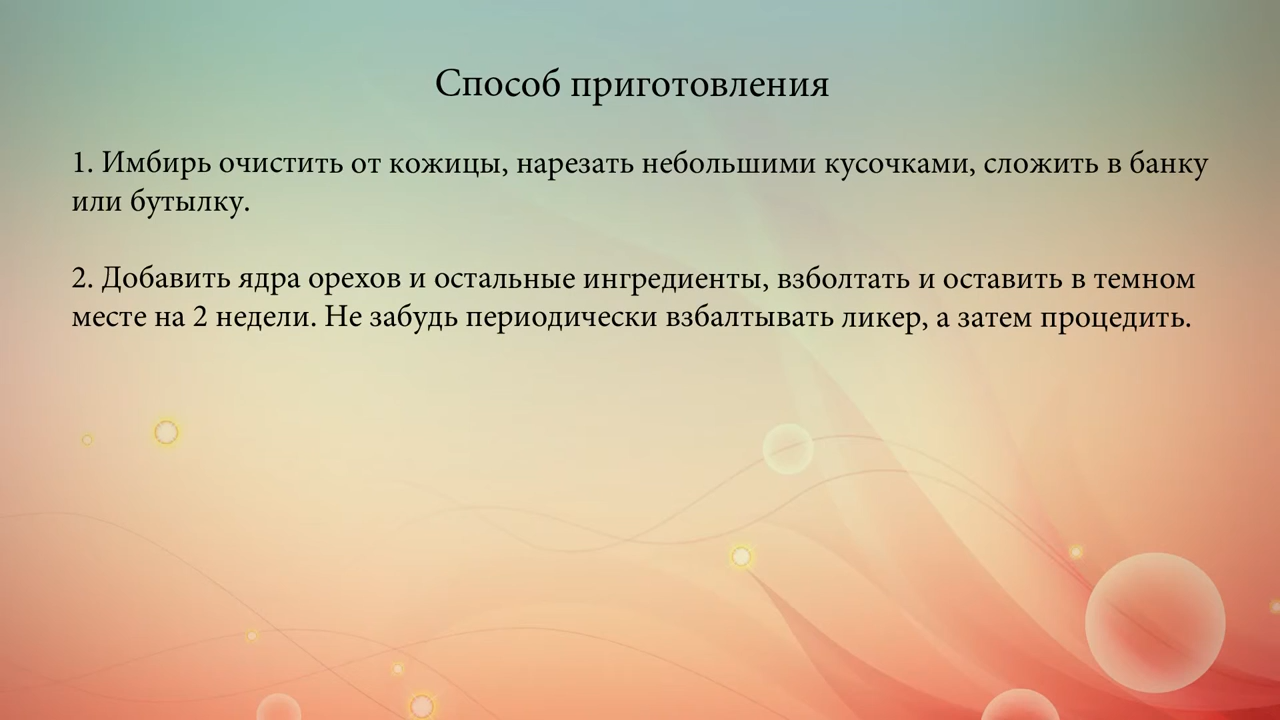 Способ приготовления
1. Имбирь очистить от кожицы, нарезать небольшими кусочками, сложить в банку
или бутылку.
2. Добавить ядра орехов и остальные ингредиенты, взболтать и оставить в темном
месте на 2 недели. Не забудь периодически взбалтывать ликер, а затем процедить.